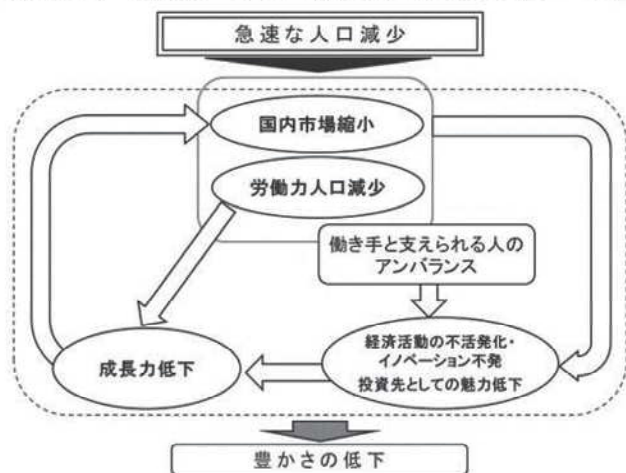 急速な人口減少
国内市場縮小
労働力人口減少
働き手と支えられる人の
アンバランス
経済活動の不活発化・
イノベーション不発
投資先としての魅力低下
成長力低下
豊かさの低下